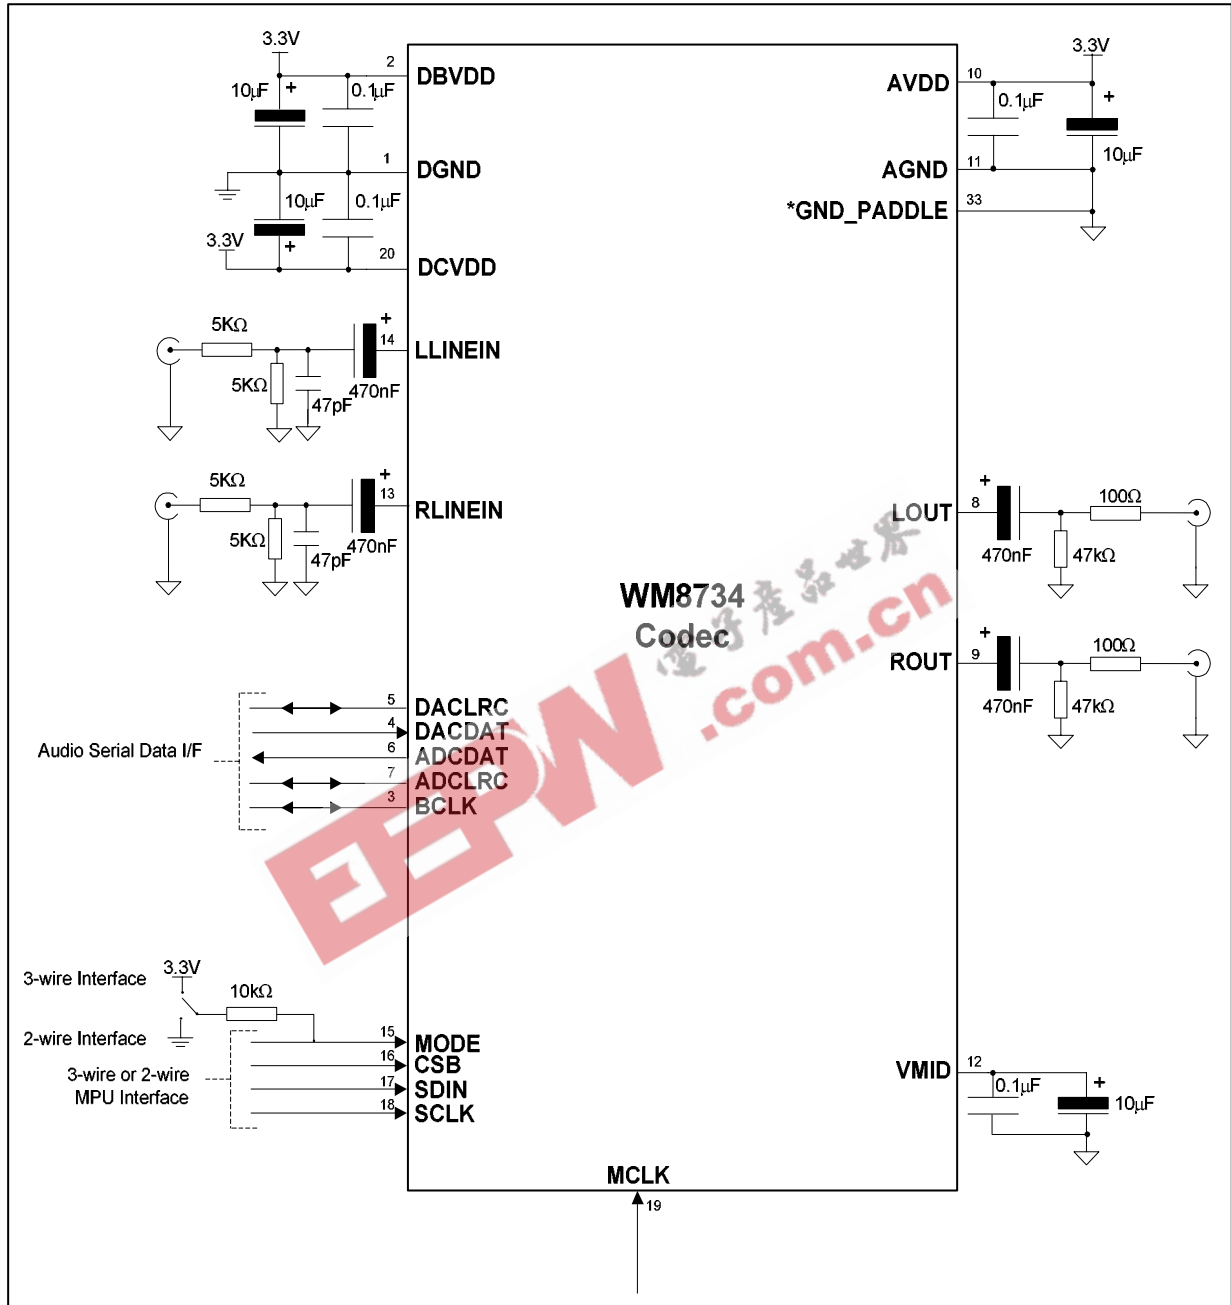 3.3V
2
DBVDD
10μF
+
0.1μF
1
DGND
10μF
0.1μF
3.3V
+
20
DCVDD
5KΩ
+
14
LLINEIN
5KΩ
47pF
470nF
5KΩ
+
13
RLINEIN
5KΩ
47pF
470nF
3.3V
10
AVDD
0.1μF
+
11
AGND
10μF
33
*GND_PADDLE
+
8
LOUT
100Ω
470nF
47kΩ
+
9
ROUT
100Ω
470nF
47kΩ
WM8734
Codec
電子產品世界
EEPW
.com.cn
Audio Serial Data I/F
5
DACLRC
4
DACDAT
6
ADCDAT
7
ADCLRC
3
BCLK
3-wire Interface
3.3V
10kΩ
2-wire Interface
3-wire or 2-wire
MPU Interface
15
MODE
16
CSB
17
SDIN
18
SCLK
VMID
12
0.1μF
+
10μF
MCLK
19